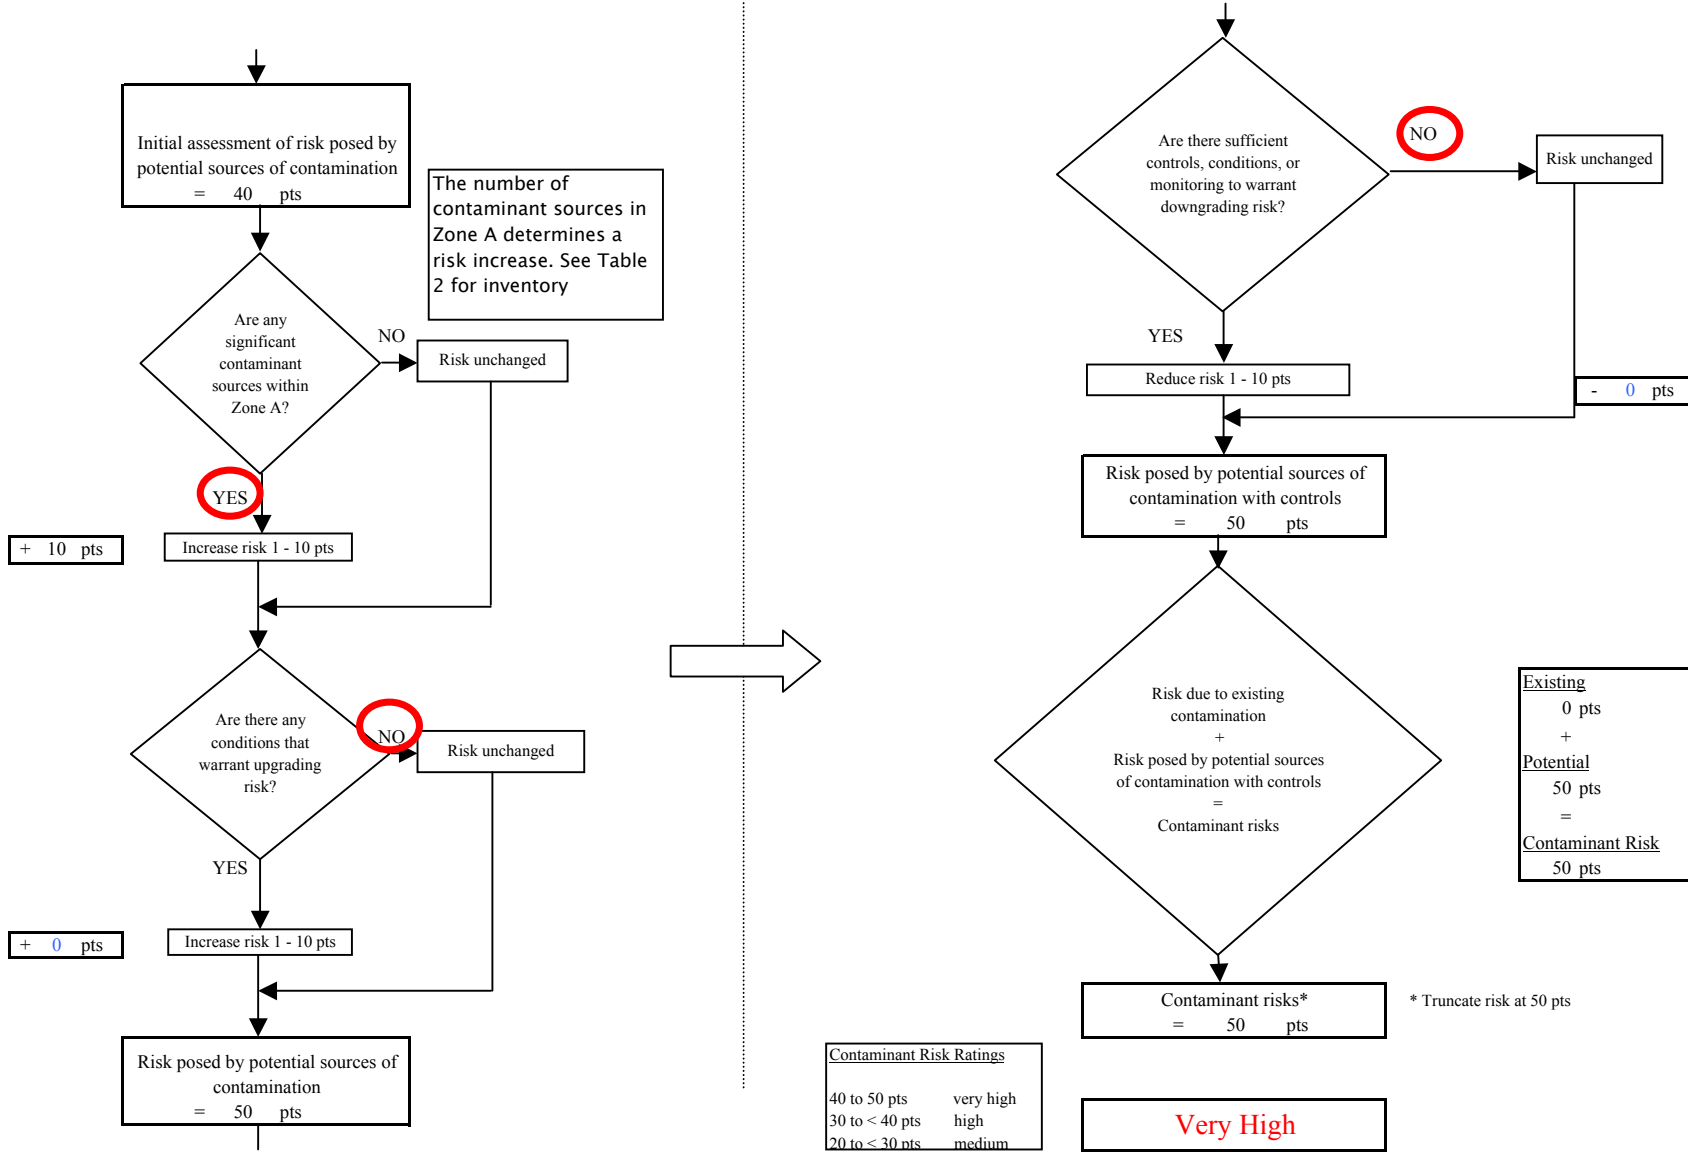 Initial assessment of risk posed by
potential sources of contamination
= 40 pts
The number of
contaminant sources in
Zone A determines a
risk increase. See Table
2 for inventory
Are any
significant
contaminant
sources within
Zone A?
NO
Risk unchanged
YES
+ 10 pts
Increase risk 1 - 10 pts
Are there any
conditions that
warrant upgrading
risk?
NO
Risk unchanged
YES
+ 0 pts
Increase risk 1 - 10 pts
Risk posed by potential sources of
contamination
= 50 pts
Are there sufficient
controls, conditions, or
monitoring to warrant
downgrading risk?
NO
Risk unchanged
YES
Reduce risk 1 - 10 pts
- 0 pts
Risk posed by potential sources of
contamination with controls
= 50 pts
Risk due to existing
contamination
+
Risk posed by potential sources
of contamination with controls
=
Contaminant risks
Existing
0 pts
+
Potential
50 pts
=
Contaminant Risk
50 pts
Contaminant risks*
= 50 pts
* Truncate risk at 50 pts
Contaminant Risk Ratings
40 to 50 pts very high
30 to < 40 pts high
20 to < 30 pts medium
Very High